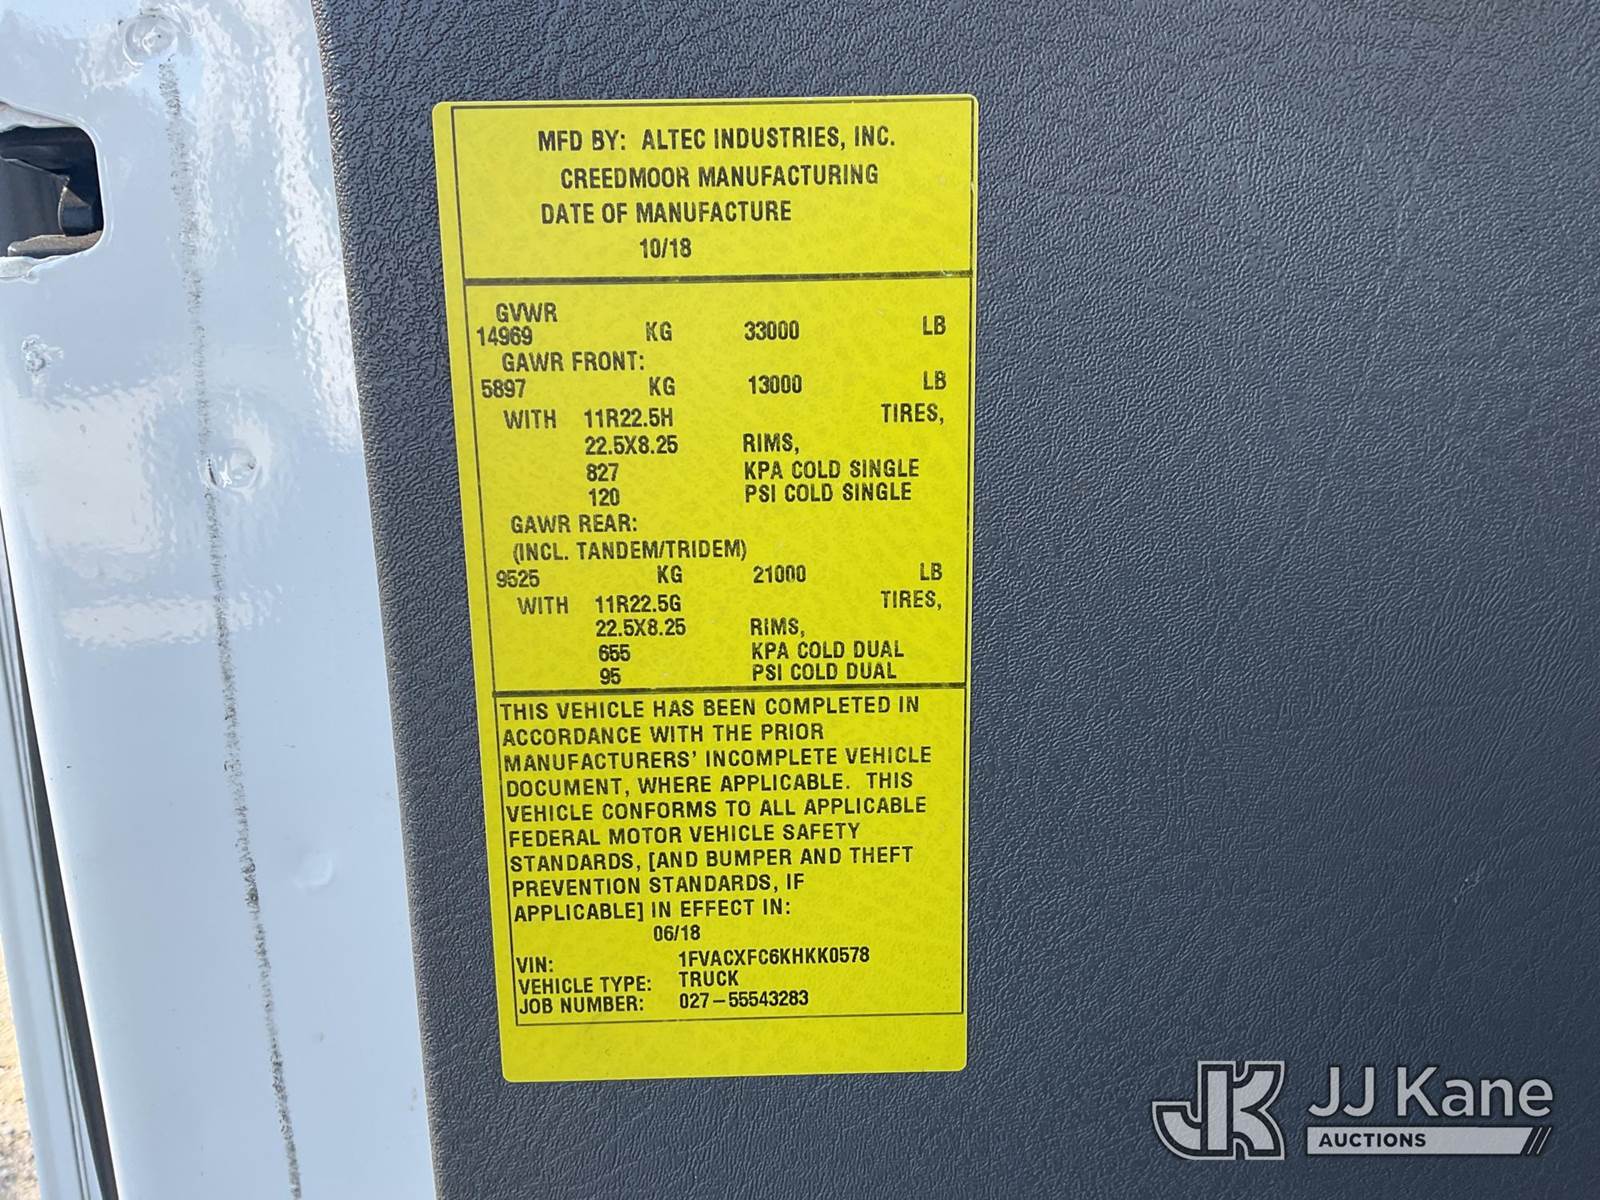 MFD BY: ALTEC INDUSTRIES, INC.
CREEDMOOR MANUFACTURING
DATE OF MANUFACTURE
10/18
GVWR
14969 KG 33000 LB
GAWR FRONT:
5897 KG 13000 LB
WITH 11R22.5H TIRES,
22.5X8.25 RIMS,
827 KPA COLD SINGLE
120 PSI COLD SINGLE
GAWR REAR:
(INCL. TANDEM/TRIDEM)
9525 KG 21000 LB
WITH 11R22.5G TIRES,
22.5X8.25 RIMS,
655 KPA COLD DUAL
95 PSI COLD DUAL
THIS VEHICLE HAS BEEN COMPLETED IN
ACCORDANCE WITH THE PRIOR
MANUFACTURERS' INCOMPLETE VEHICLE
DOCUMENT, WHERE APPLICABLE. THIS
VEHICLE CONFORMS TO ALL APPLICABLE
FEDERAL MOTOR VEHICLE SAFETY
STANDARDS, [AND BUMPER AND THEFT
PREVENTION STANDARDS, IF
APPLICABLE] IN EFFECT IN:
06/18
VIN: 1FVACXFC6KHKK0578
VEHICLE TYPE: TRUCK
JOB NUMBER: 027-55543283
JK JJ Kane
AUCTIONS